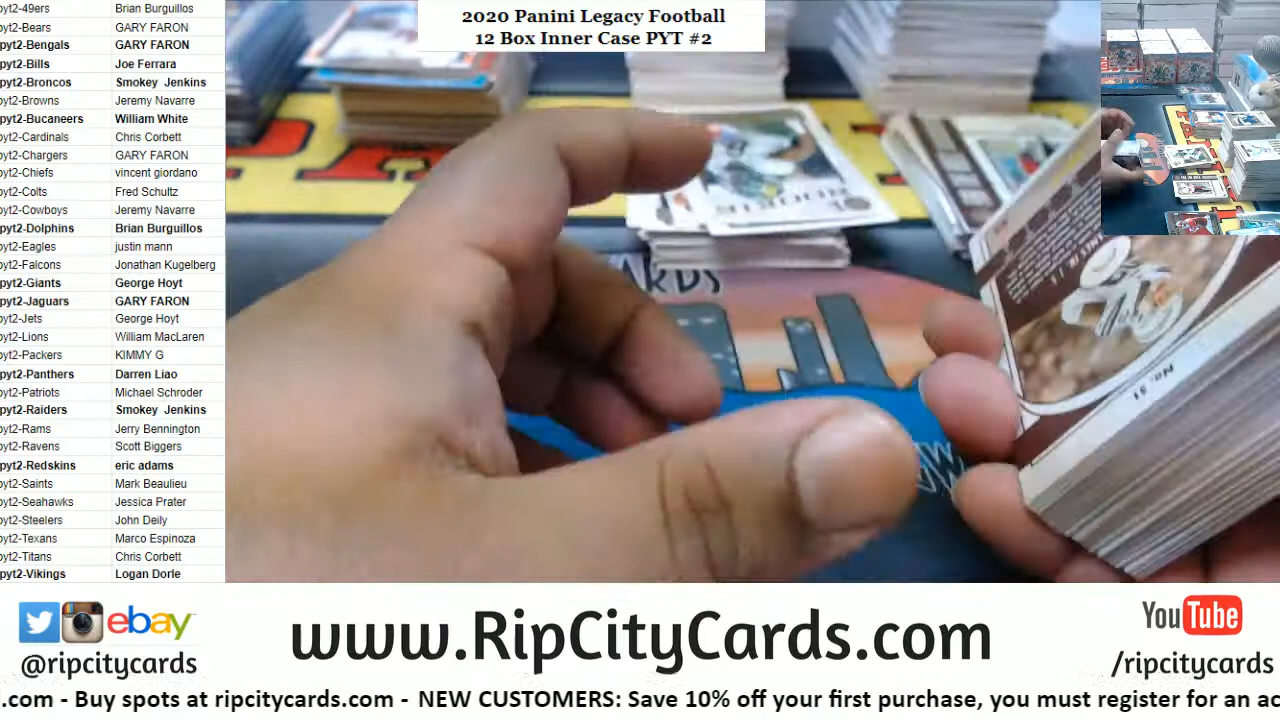 2020 Panini Legacy Football
12 Box Inner Case PYT #2
pyt2-49ers Brian Burguillos
pyt2-Bears GARY FARON
pyt2-Bengals GARY FARON
pyt2-Bills Joe Ferrara
pyt2-Broncos Smokey Jenkins
pyt2-Browns Jeremy Navarre
pyt2-Bucaneers William White
pyt2-Cardinals Chris Corbett
pyt2-Chargers GARY FARON
pyt2-Chiefs vincent giordano
pyt2-Colts Fred Schultz
pyt2-Cowboys Jeremy Navarre
pyt2-Dolphins Brian Burguillos
pyt2-Eagles justin mann
pyt2-Falcons Jonathan Kugelberg
pyt2-Giants George Hoyt
pyt2-Jaguars GARY FARON
pyt2-Jets George Hoyt
pyt2-Lions William MacLaren
pyt2-Packers KIMMY G
pyt2-Panthers Darren Liao
pyt2-Patriots Michael Schroder
pyt2-Raiders Smokey Jenkins
pyt2-Rams Jerry Bennington
pyt2-Ravens Scott Biggers
pyt2-Redskins eric adams
pyt2-Saints Mark Beaulieu
pyt2-Seahawks Jessica Prater
pyt2-Steelers John Deily
pyt2-Texans Marco Espinoza
pyt2-Titans Chris Corbett
pyt2-Vikings Logan Dorle
ROOKIE
No. 51
ebay
@ripcitycards
www.RipCityCards.com
YouTube
/ripcitycards
.com - Buy spots at ripcitycards.com - NEW CUSTOMERS: Save 10% off your first purchase, you must register for an ac